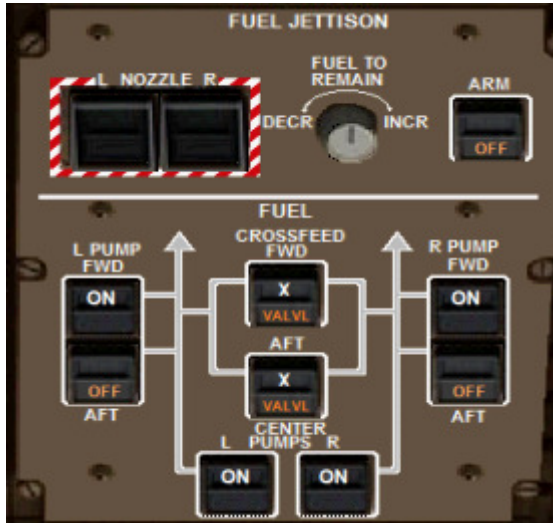 FUEL JETTISON
L NOZZLE R
FUEL TO
REMAIN
ARM
DECR
INCR
OFF
FUEL
L PUMP
FWD
CROSSFEED
FWD
R PUMP
FWD
ON
X
VALVL
ON
AFT
OFF
X
VALVL
OFF
AFT
CENTER
AFT
L PUMPS R
ON
ON